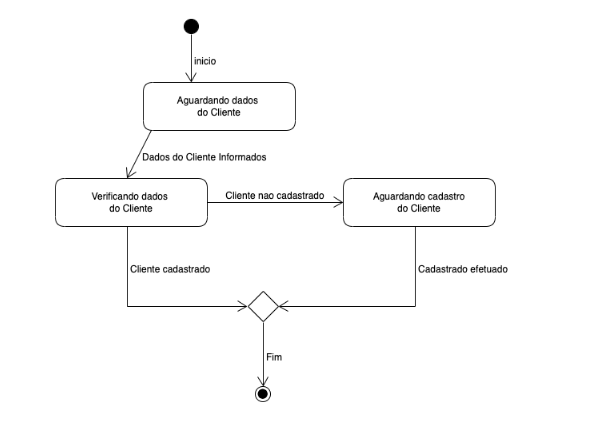 inicio
Aguardando dados
do Cliente
Dados do Cliente Informados
Verificando dados
do Cliente
Cliente nao cadastrado
Aguardando cadastro
do Cliente
Cliente cadastrado
Cadastrado efetuado
Fim